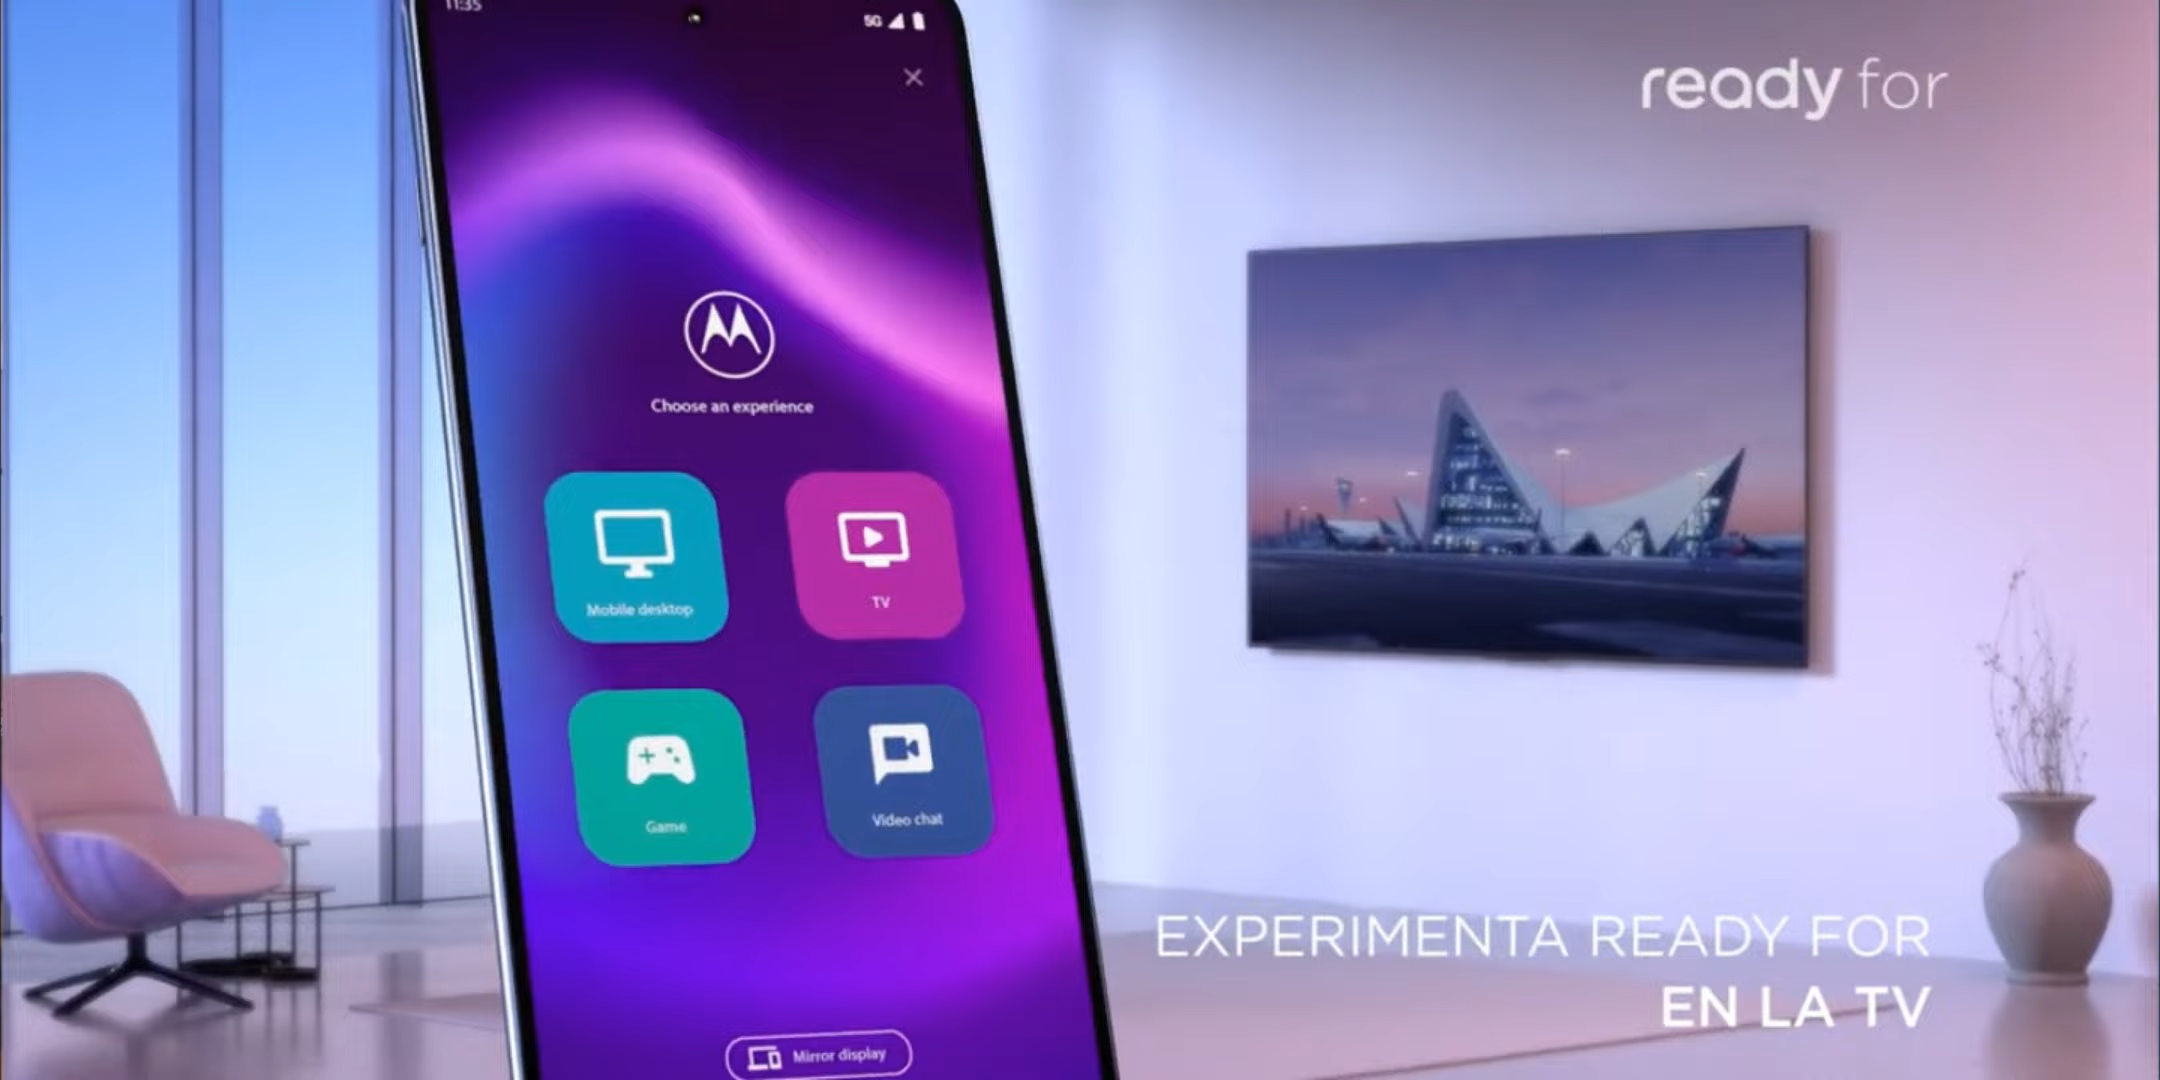 11:35
5G
ready for
Choose an experience
Mobile desktop
TV
Game
Video chat
Mirror display
EXPERIMENTA READY FOR
EN LA TV